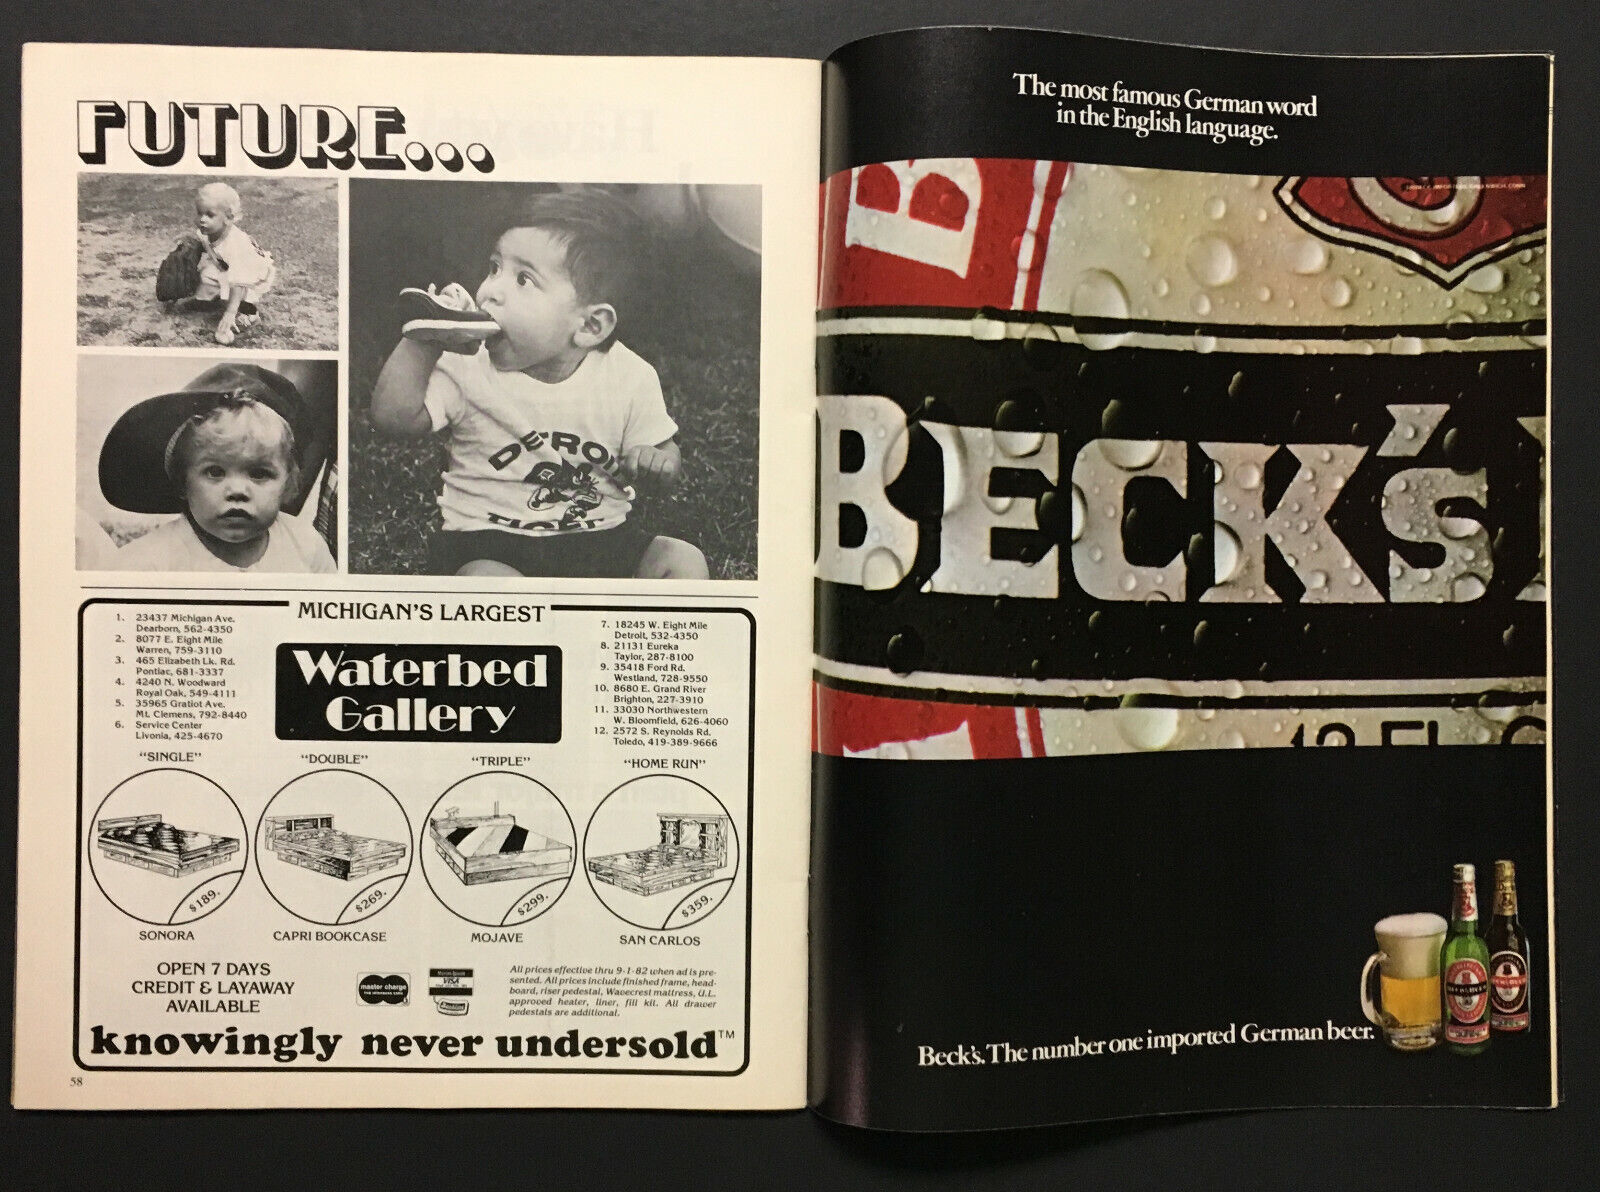 FUTURE...
DETROI
TIGER
MICHIGAN'S LARGEST
Waterbed
Gallery
1. 23437 Michigan Ave.
Dearborn, 562-4350
2. 8077 E. Eight Mile
Warren, 759-3110
3. 465 Elizabeth Lk. Rd.
Pontiac, 681-3337
4. 4240 N. Woodward
Royal Oak, 549-4111
5. 35965 Gratiot Ave.
Mt. Clemens, 792-8440
6. Service Center
Livonia, 425-4670
7. 18245 W. Eight Mile
Detroit, 532-4350
8. 21131 Eureka
Taylor, 287-8100
9. 35418 Ford Rd.
Westland, 728-9550
10. 8680 E. Grand River
Brighton, 227-3910
11. 33030 Northwestern
W. Bloomfield, 626-4060
12. 2572 S. Reynolds Rd.
Toledo, 419-389-9666
"SINGLE"
"DOUBLE"
"TRIPLE"
"HOME RUN"
$189.
$269.
$299.
$359.
SONORA
CAPRI BOOKCASE
MOJAVE
SAN CARLOS
OPEN 7 DAYS
CREDIT & LAYAWAY
AVAILABLE
master charge
VISA
All prices effective thru 9-1-82 when ad is pre-
sented. All prices include finished frame, head-
board, riser pedestal, Wavecrest mattress, U.L.
approved heater, liner, fill kit. All drawer
pedestals are additional.
knowingly never undersold™
58
The most famous German word
in the English language.
B
BECK'S
12 FL. O
Beck's. The number one imported German beer.